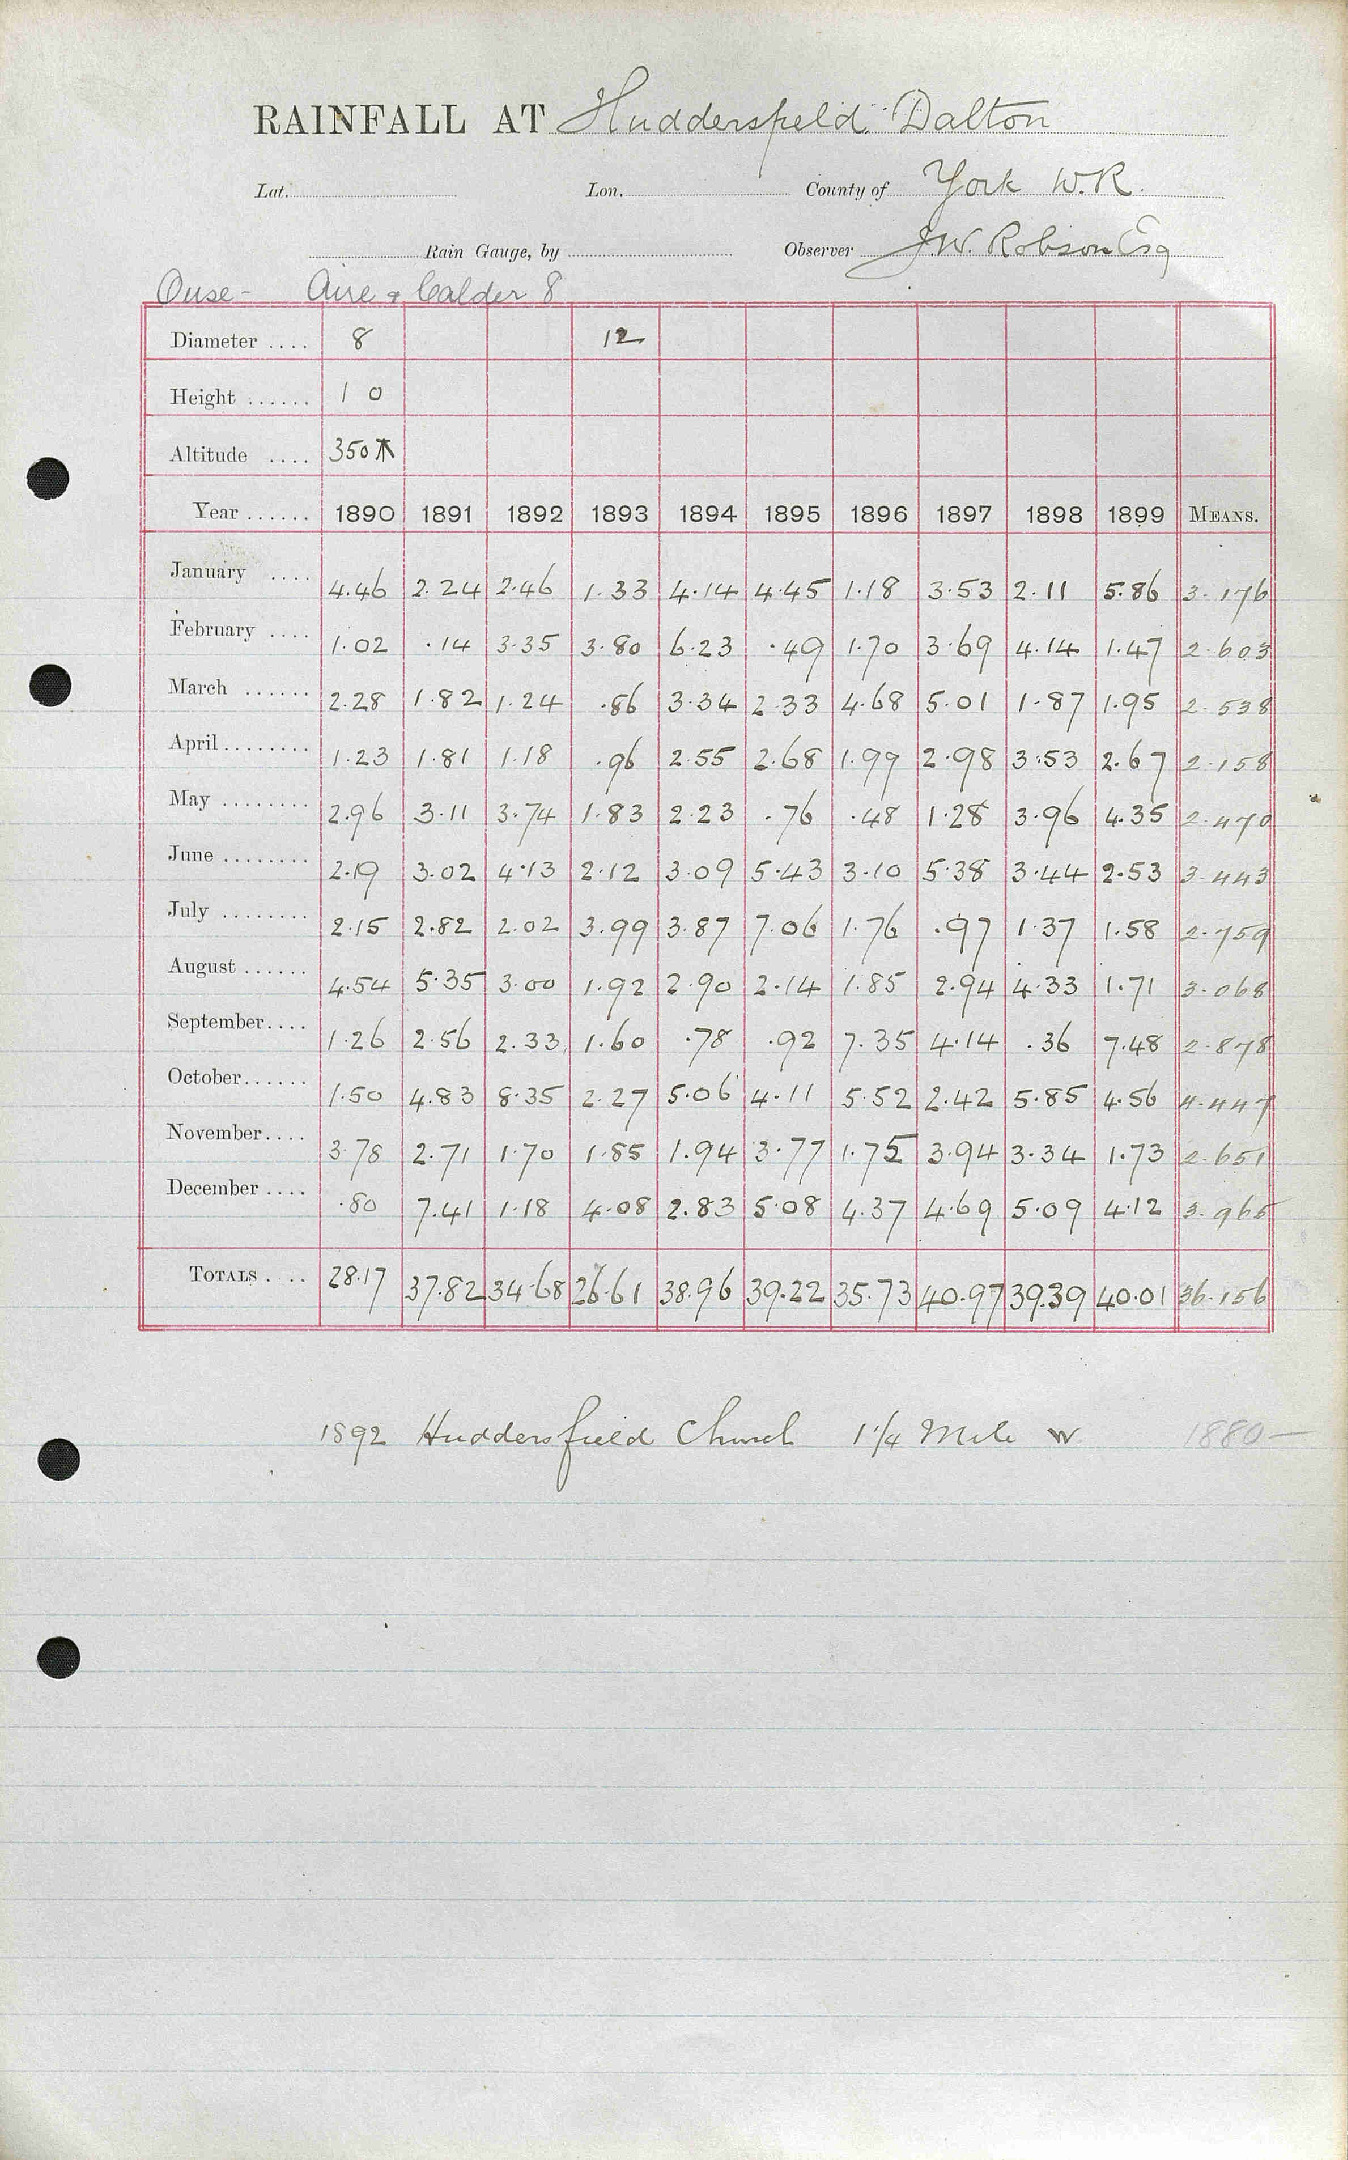 RAINFALL AT Huddersfield Dalton
Lat. Lon. County of York W.R.
Rain Gauge, by Observer J.W. Robson Esq
Ouse - Aire & Calder 8
Diameter .... 8 12
Height ...... 1 0
Altitude .... 350 T
Year ...... 1890 1891 1892 1893 1894 1895 1896 1897 1898 1899 MEANS.
January .... 4.46 2.24 2.46 1.33 4.14 4.45 1.18 3.53 2.11 5.86 3.176
February .... 1.02 .14 3.35 3.80 6.23 .49 1.70 3.69 4.14 1.47 2.603
March ...... 2.28 1.82 1.24 .86 3.34 2.33 4.68 5.01 1.87 1.95 2.538
April ........ 1.23 1.81 1.18 .96 2.55 2.68 1.99 2.98 3.53 2.67 2.158
May ........ 2.96 3.11 3.74 1.83 2.23 .76 .48 1.28 3.96 4.35 2.470
June ........ 2.19 3.02 4.13 2.12 3.09 5.43 3.10 5.38 3.44 2.53 3.443
July ........ 2.15 2.82 2.02 3.99 3.87 7.06 1.76 .97 1.37 1.58 2.759
August ...... 4.54 5.35 3.00 1.92 2.90 2.14 1.85 2.94 4.33 1.71 3.068
September.... 1.26 2.56 2.33 1.60 .78 .92 7.35 4.14 .36 7.48 2.878
October...... 1.50 4.83 8.35 2.27 5.06 4.11 5.52 2.42 5.85 4.56 4.447
November.... 3.78 2.71 1.70 1.85 1.94 3.77 1.75 3.94 3.34 1.73 2.651
December .... .80 7.41 1.18 4.08 2.83 5.08 4.37 4.69 5.09 4.12 3.965
TOTALS .... 28.17 37.82 34.68 26.61 38.96 39.22 35.73 40.97 39.39 40.01 36.156
1892 Huddersfield Church 1 1/4 Mile W 1880 —